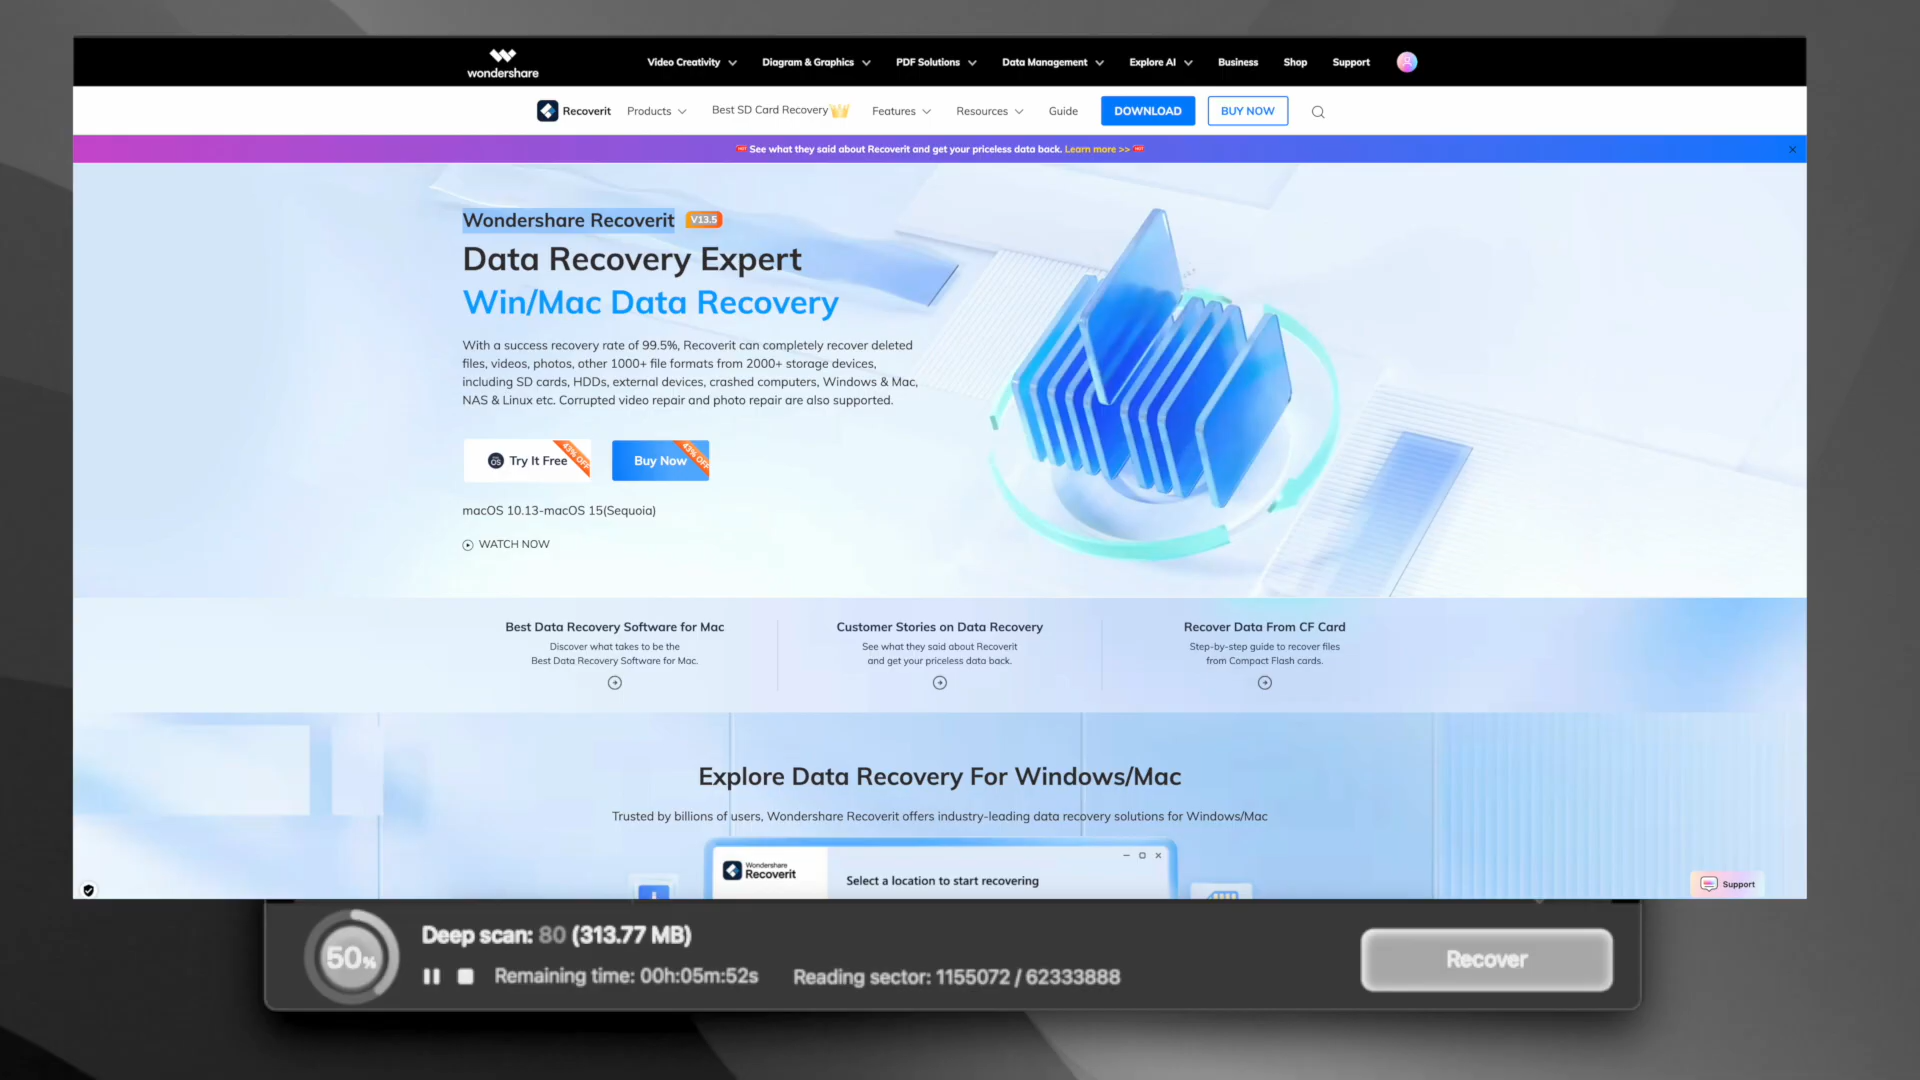 wondershare
Video Creativity
Diagram & Graphics
PDF Solutions
Data Management
Explore AI
Business
Shop
Support
Recoverit
Products
Best SD Card Recovery
Features
Resources
Guide
DOWNLOAD
BUY NOW
HOT See what they said about Recoverit and get your priceless data back. Learn more >> HOT
Wondershare Recoverit V13.5
Data Recovery Expert
Win/Mac Data Recovery
With a success recovery rate of 99.5%, Recoverit can completely recover deleted
files, videos, photos, other 1000+ file formats from 2000+ storage devices,
including SD cards, HDDs, external devices, crashed computers, Windows & Mac,
NAS & Linux etc. Corrupted video repair and photo repair are also supported.
Try It Free
43% OFF
Buy Now
43% OFF
macOS 10.13-macOS 15(Sequoia)
WATCH NOW
Best Data Recovery Software for Mac
Discover what takes to be the
Best Data Recovery Software for Mac.
Customer Stories on Data Recovery
See what they said about Recoverit
and get your priceless data back.
Recover Data From CF Card
Step-by-step guide to recover files
from Compact Flash cards.
Explore Data Recovery For Windows/Mac
Trusted by billions of users, Wondershare Recoverit offers industry-leading data recovery solutions for Windows/Mac
Wondershare
Recoverit
Select a location to start recovering
Support
50%
Deep scan: 80 (313.77 MB)
Remaining time: 00h:05m:52s
Reading sector: 1155072 / 62333888
Recover